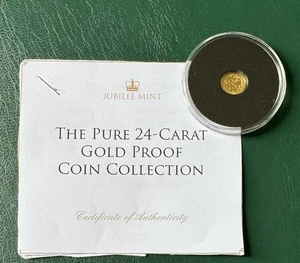 JUBILEE MINT
THE PURE 24-CARAT
GOLD PROOF
COIN COLLECTION
Certificate of Authenticity